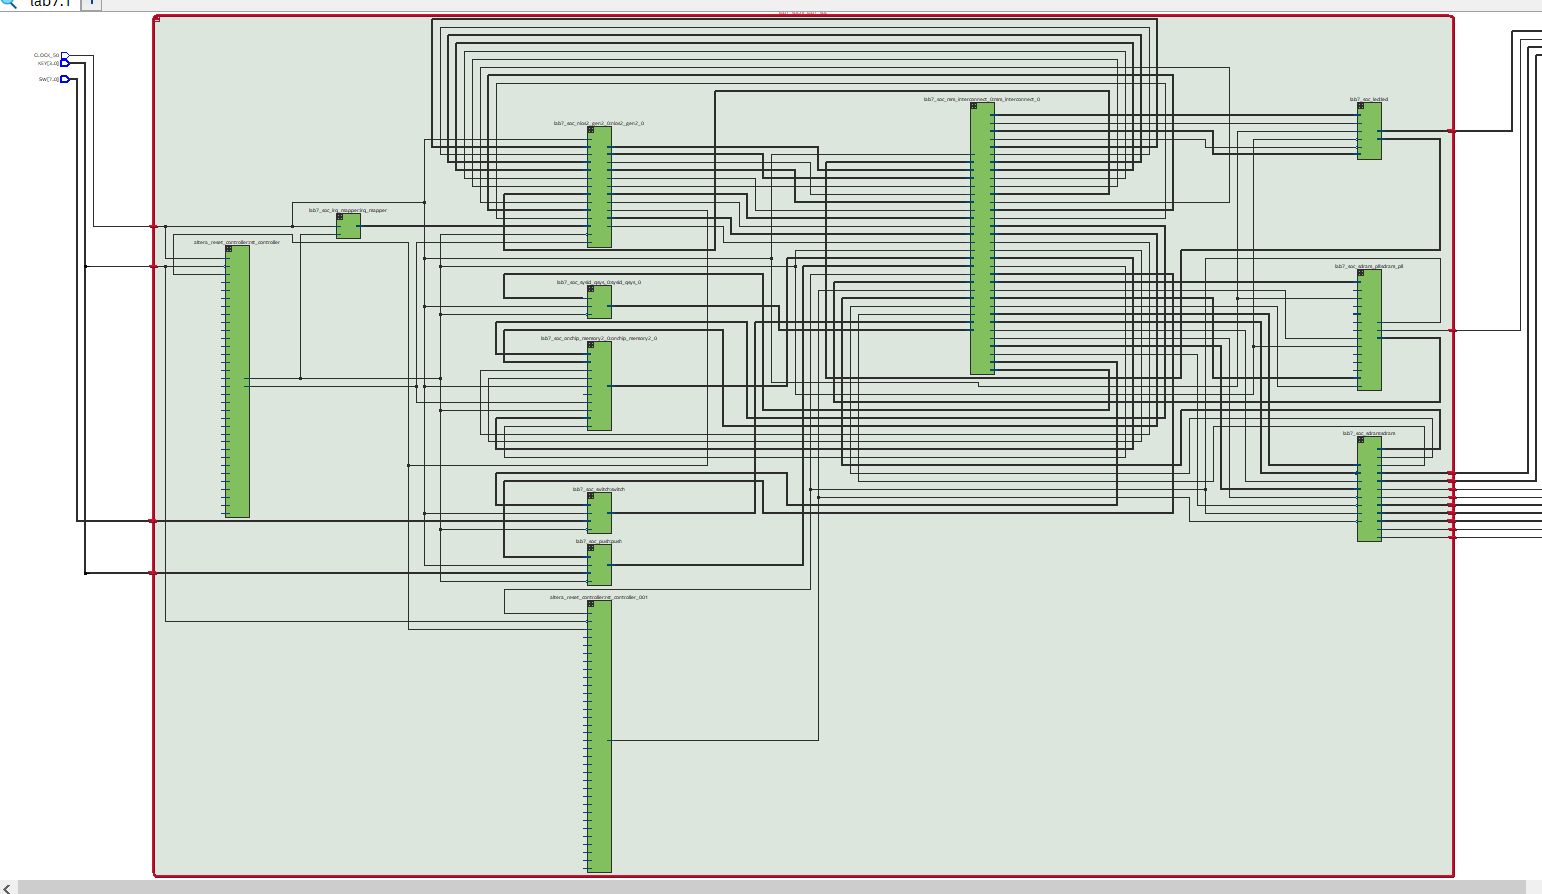 lab7.1
CLOCK_50
KEY[3..0]
SW[7..0]
lab7_soc_mm_interconnect_0:mm_interconnect_0
lab7_soc_led:led
lab7_soc_nios2_gen2_0:nios2_gen2_0
lab7_soc_irq_mapper:irq_mapper
altera_reset_controller:rst_controller
lab7_soc_sdram_pll:sdram_pll
lab7_soc_sysid_qsys_0:sysid_qsys_0
lab7_soc_onchip_memory2_0:onchip_memory2_0
lab7_soc_sdram:sdram
lab7_soc_switch:switch
lab7_soc_push:push
altera_reset_controller:rst_controller_001